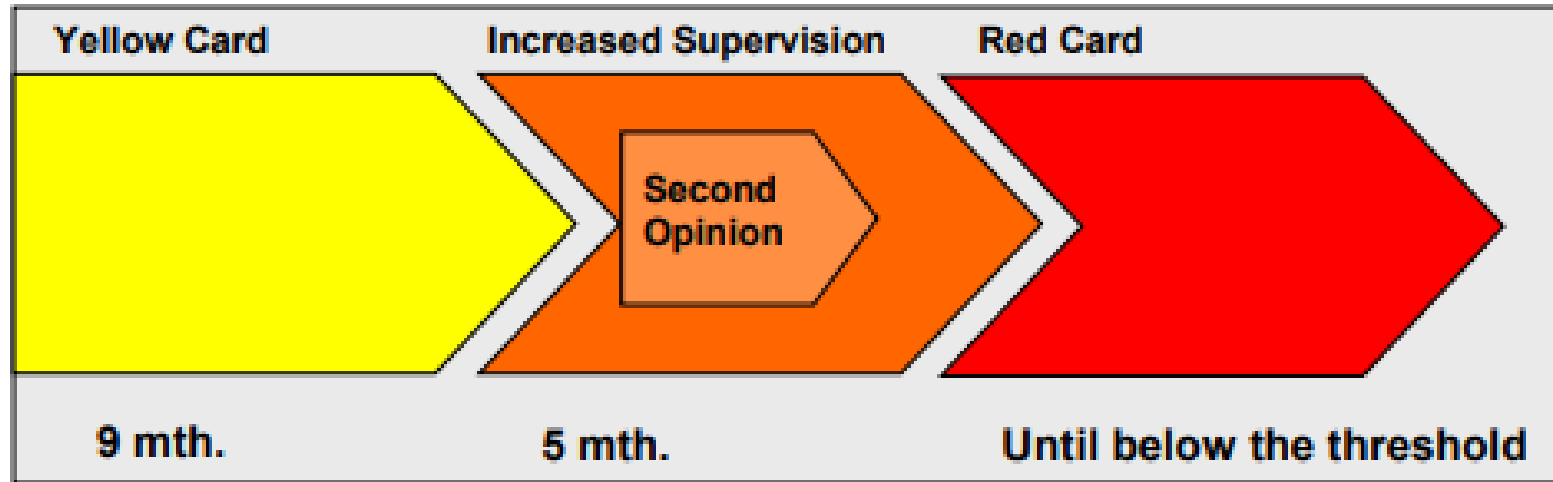 Yellow Card
Increased Supervision
Red Card
Second
Opinion
9 mth.
5 mth.
Until below the threshold